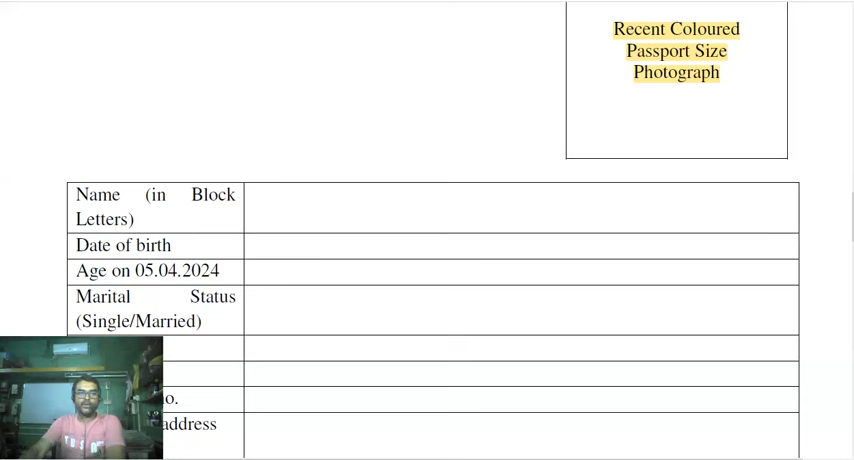 Recent Coloured
Passport Size
Photograph
Name (in Block
Letters)
Date of birth
Age on 05.04.2024
Marital Status
(Single/Married)
address